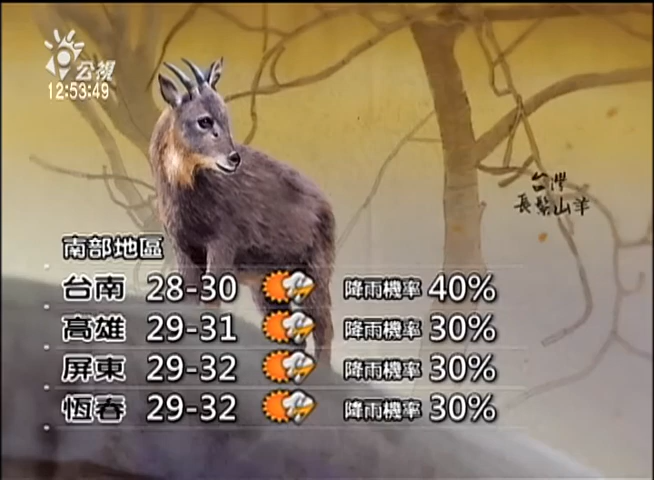 公視
12:53:49
台灣
長鬃山羊
南部地區
台南 28-30 降雨機率 40%
高雄 29-31 降雨機率 30%
屏東 29-32 降雨機率 30%
恆春 29-32 降雨機率 30%